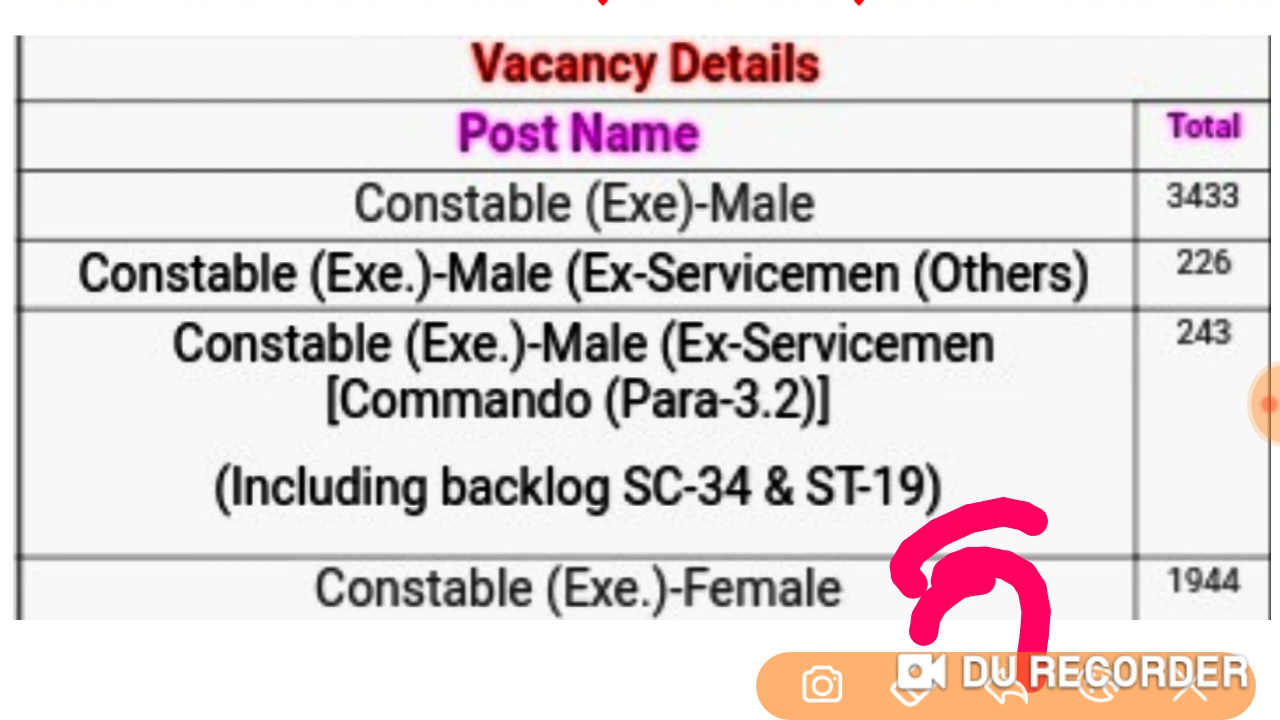 Vacancy Details
Post Name Total
Constable (Exe)-Male 3433
Constable (Exe.)-Male (Ex-Servicemen (Others) 226
Constable (Exe.)-Male (Ex-Servicemen 243
[Commando (Para-3.2)]
(Including backlog SC-34 & ST-19)
Constable (Exe.)-Female 1944
DU RECORDER